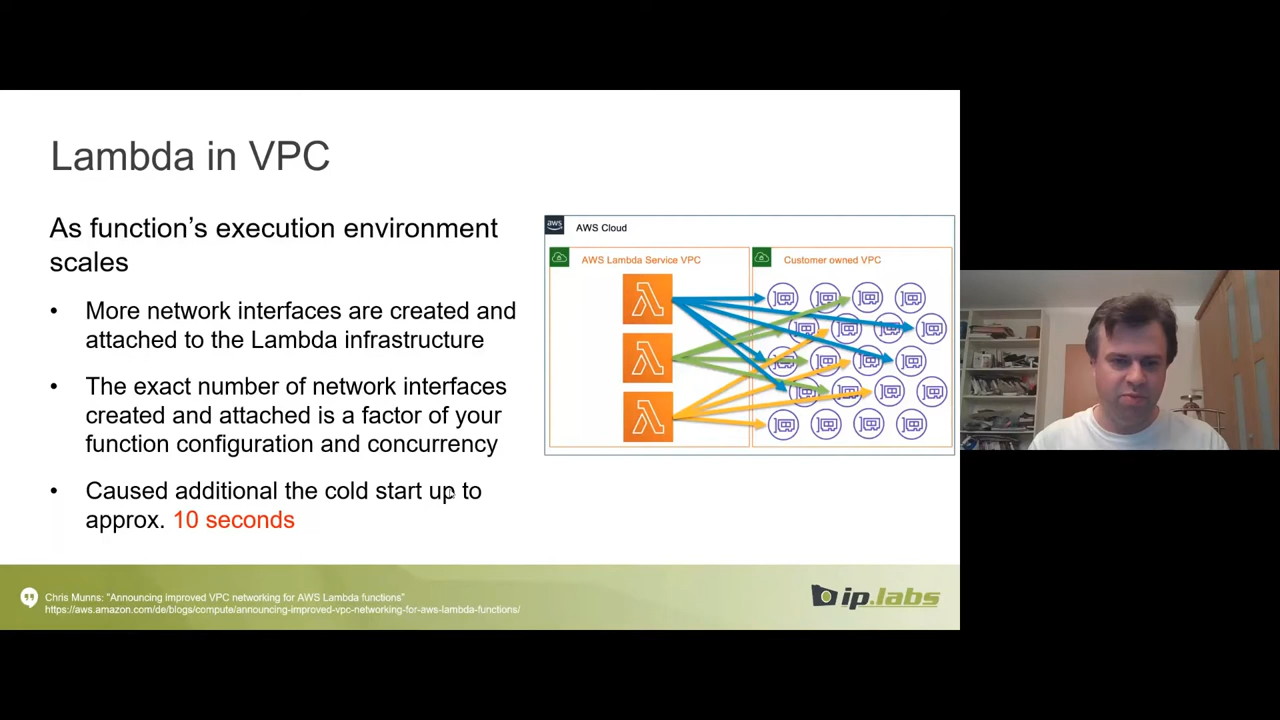 Lambda in VPC
As function’s execution environment
scales
• More network interfaces are created and
attached to the Lambda infrastructure
• The exact number of network interfaces
created and attached is a factor of your
function configuration and concurrency
• Caused additional the cold start up to
approx. 10 seconds
aws
AWS Cloud
AWS Lambda Service VPC
Customer owned VPC
Chris Munns: "Announcing improved VPC networking for AWS Lambda functions"
https://aws.amazon.com/de/blogs/compute/announcing-improved-vpc-networking-for-aws-lambda-functions/
ip.labs